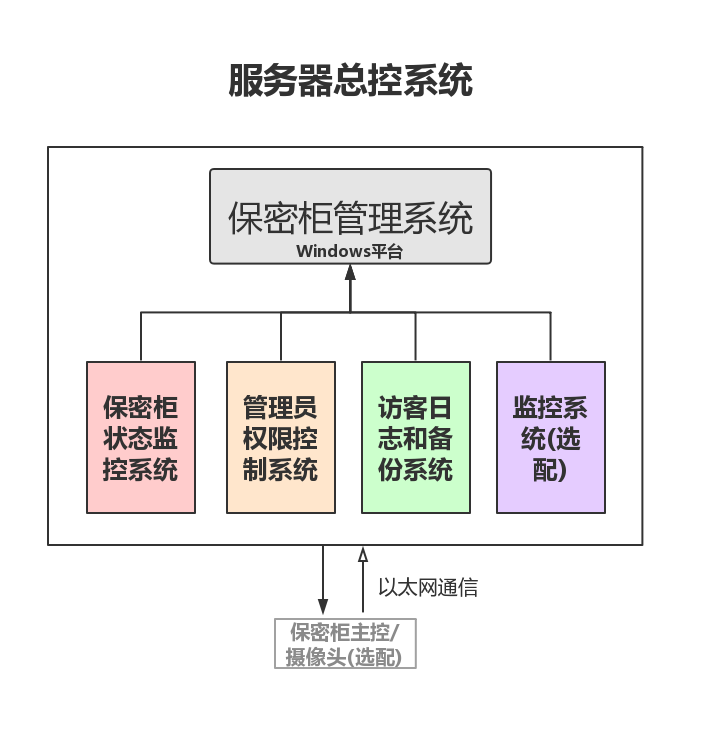 服务器总控系统
保密柜管理系统
Windows平台
保密柜
状态监
控系统
管理员
权限控
制系统
访客日
志和备
份系统
监控系
统(选
配)
以太网通信
保密柜主控/
摄像头(选配)